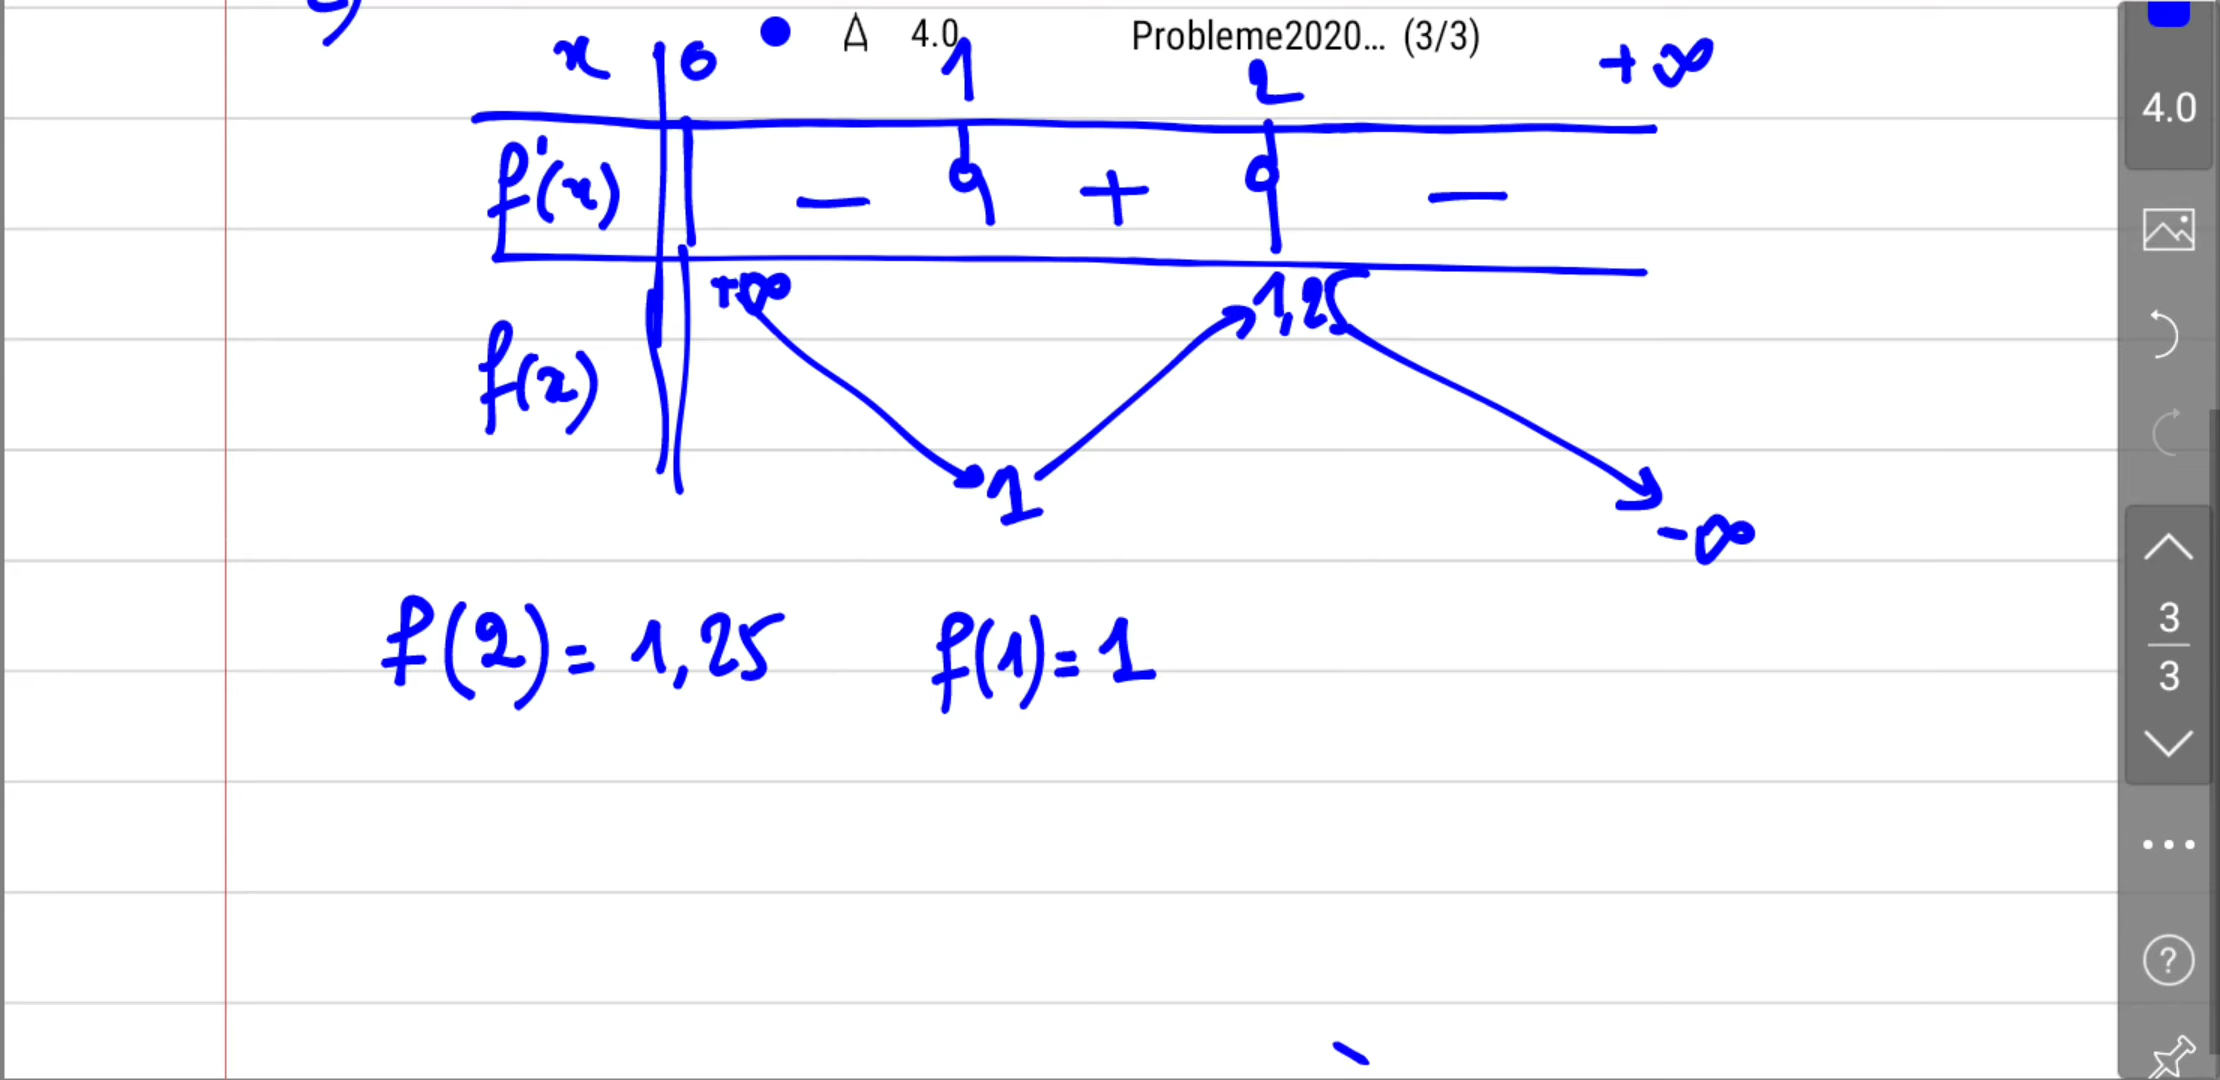 4.0 Probleme2020... (3/3)
x 0 1 2 +∞
4.0
f'(x) - 0 + 0 -
f(x) +∞ 1 1,25 -∞
f(2) = 1,25 f(1) = 1
3
3
?